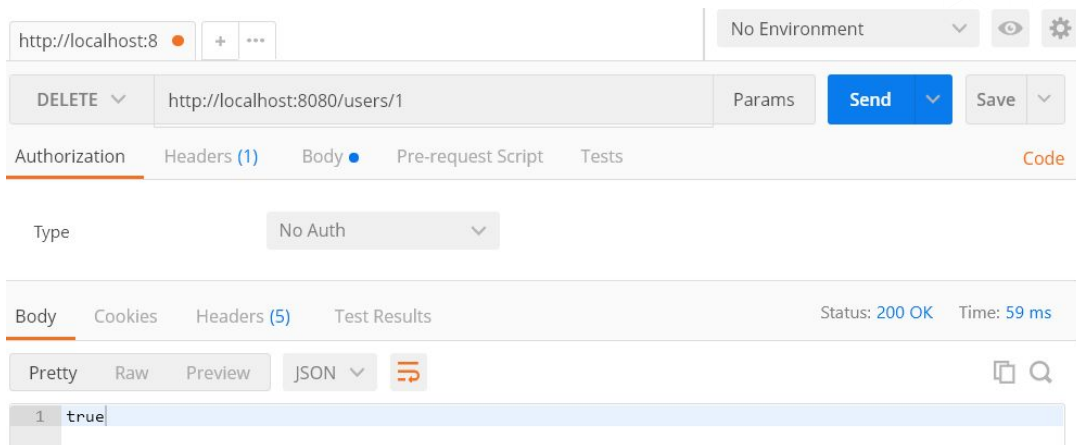 http://localhost:8 + ••• No Environment
DELETE http://localhost:8080/users/1 Params Send Save
Authorization Headers (1) Body Pre-request Script Tests Code
Type No Auth
Body Cookies Headers (5) Test Results Status: 200 OK Time: 59 ms
Pretty Raw Preview JSON
1 true